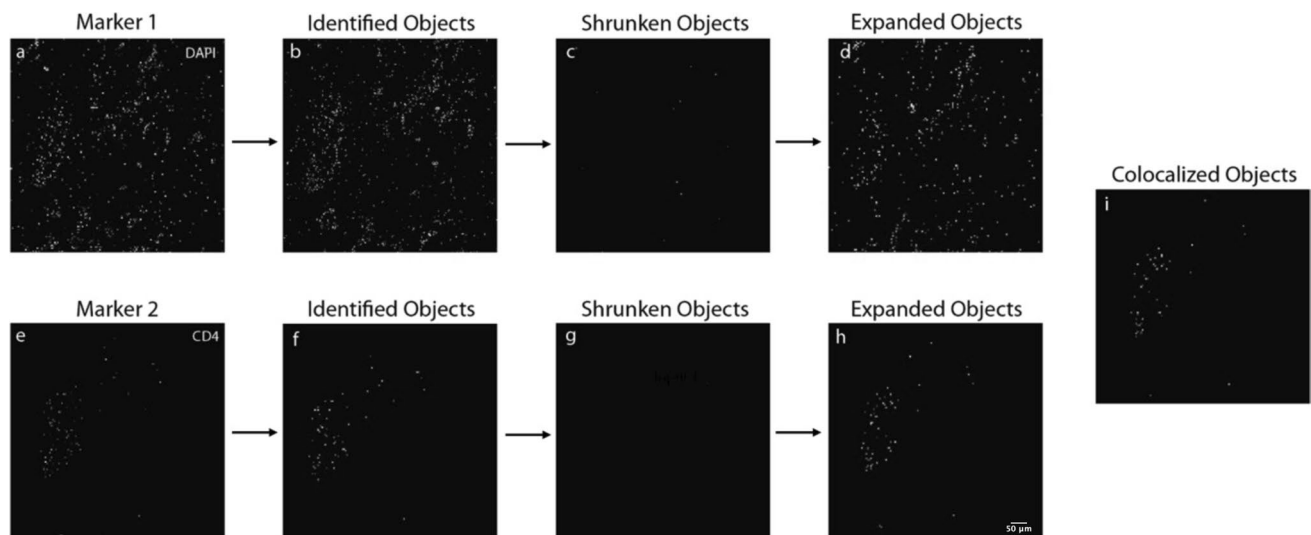 Marker 1
Identified Objects
Shrunken Objects
Expanded Objects
a
DAPI
b
c
d
Colocalized Objects
i
Marker 2
Identified Objects
Shrunken Objects
Expanded Objects
e
CD4
f
g
h
50 µm